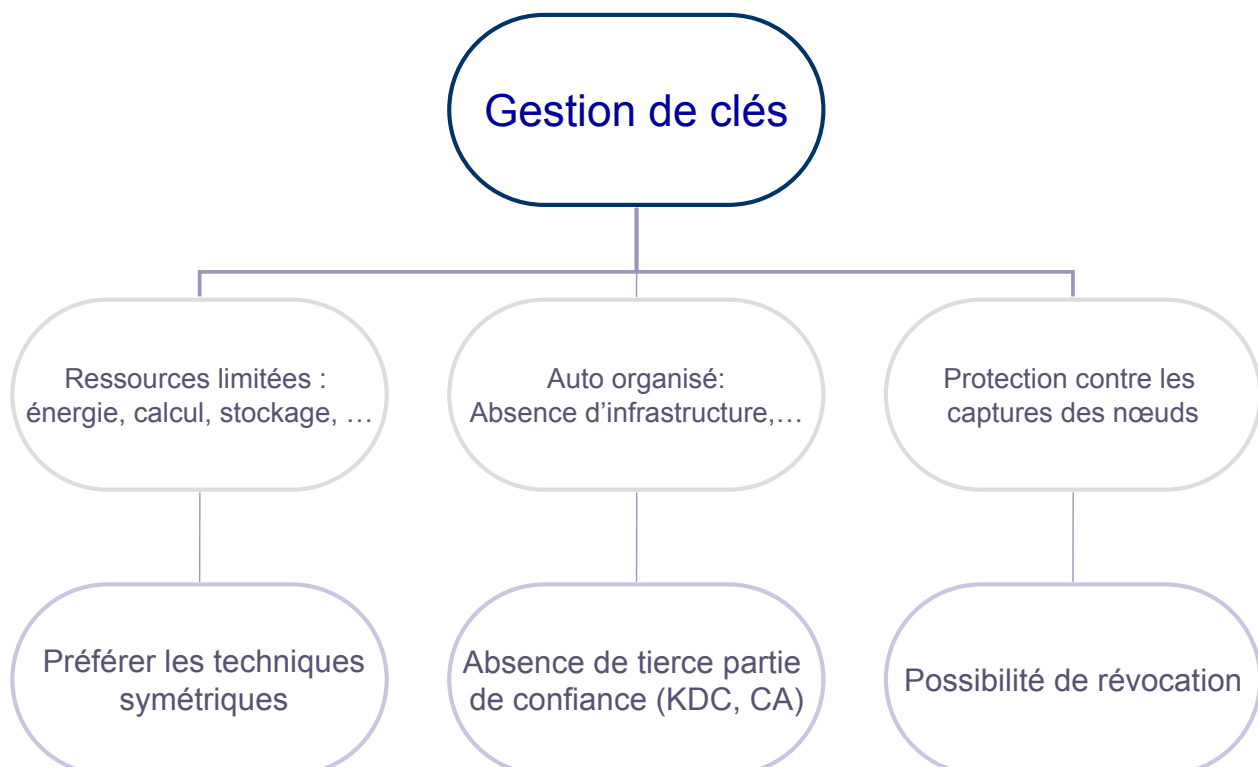 Gestion de clés
Ressources limitées :
énergie, calcul, stockage, …
Auto organisé:
Absence d’infrastructure,…
Protection contre les
captures des nœuds
Préférer les techniques
symétriques
Absence de tierce partie
de confiance (KDC, CA)
Possibilité de révocation